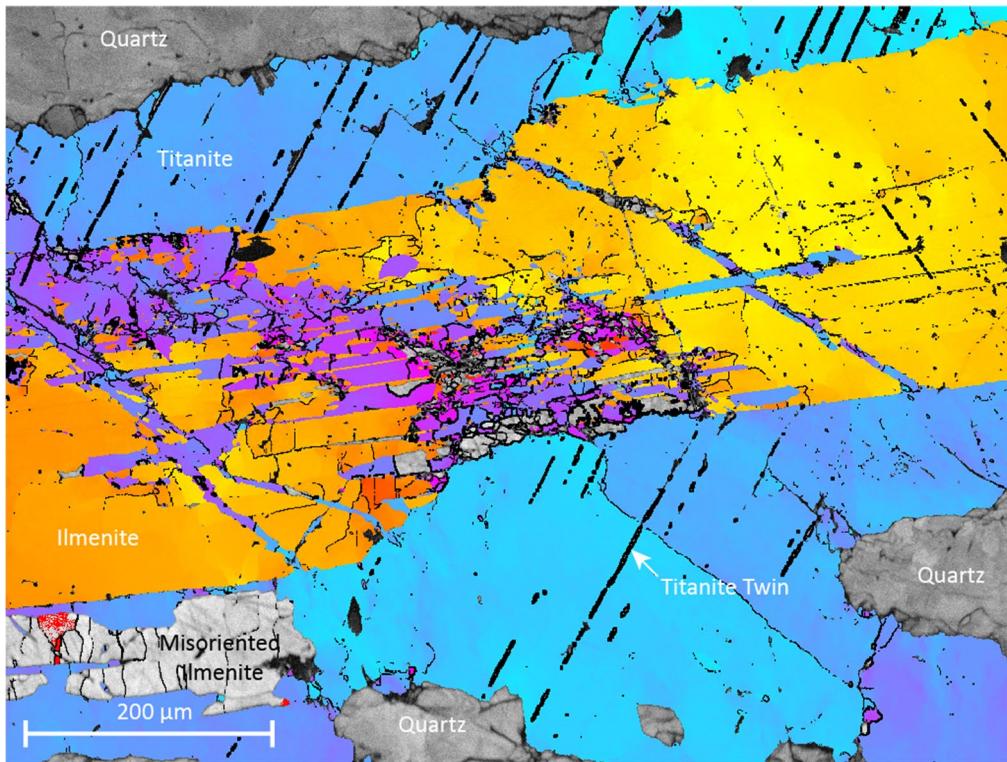 Quartz
Titanite
X
Ilmenite
Titanite Twin
Quartz
Misoriented
Ilmenite
200 µm
Quartz